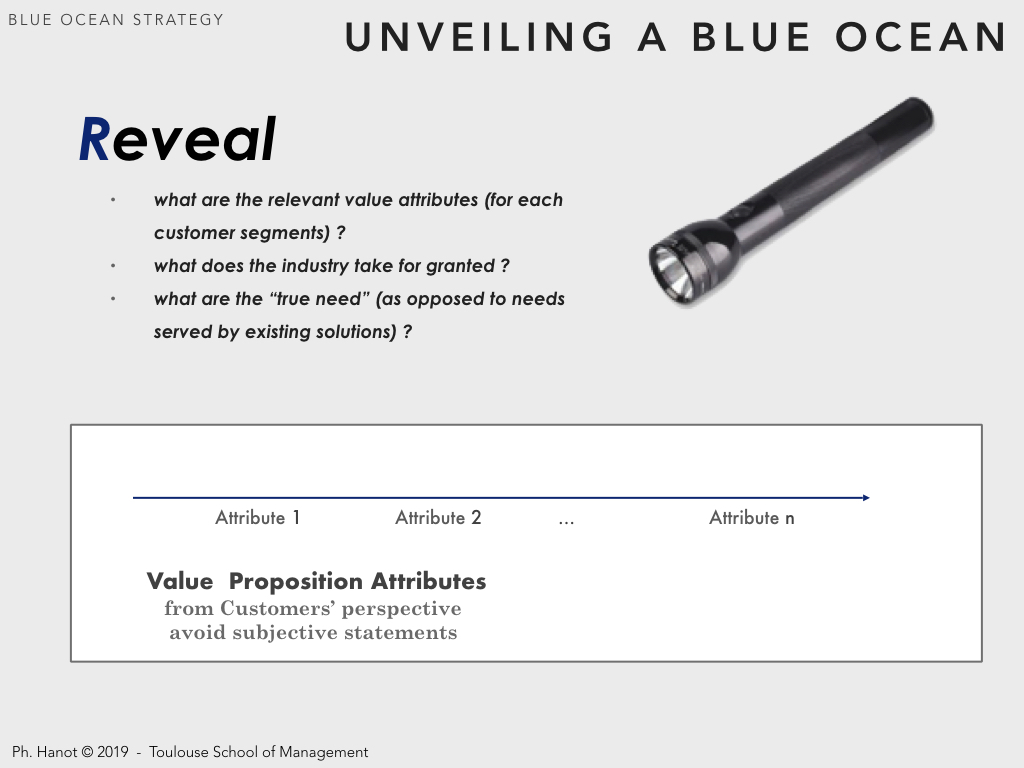 BLUE OCEAN STRATEGY
UNVEILING A BLUE OCEAN
Reveal
• what are the relevant value attributes (for each
customer segments) ?
• what does the industry take for granted ?
• what are the “true need” (as opposed to needs
served by existing solutions) ?
Attribute 1 Attribute 2 ... Attribute n
Value Proposition Attributes
from Customers’ perspective
avoid subjective statements
Ph. Hanot © 2019 - Toulouse School of Management